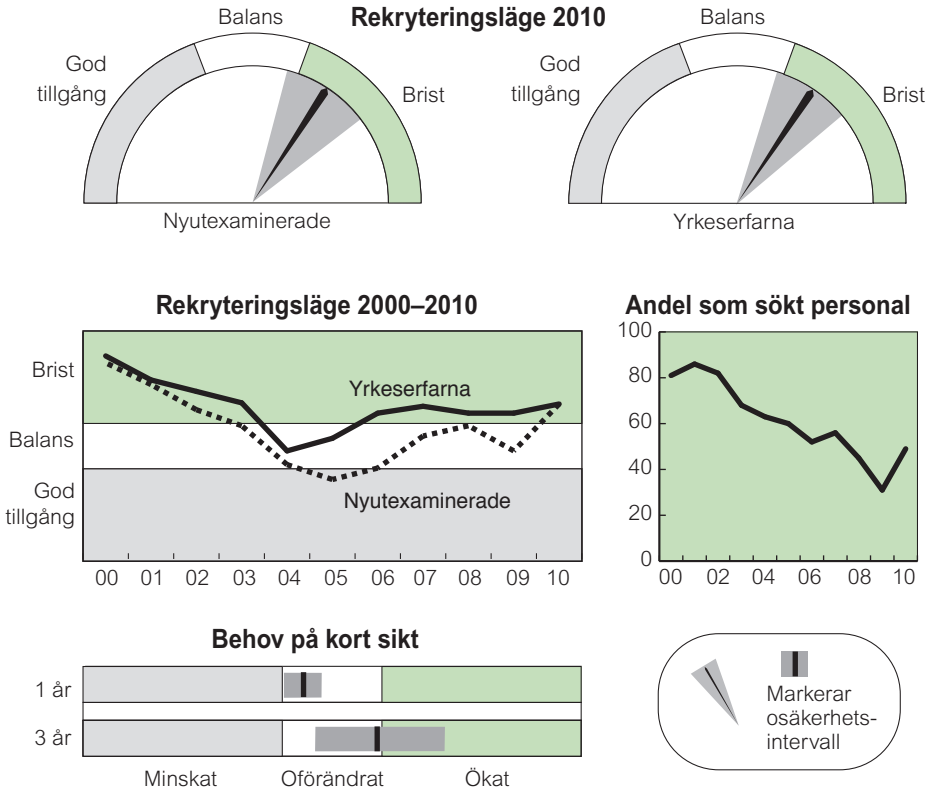 Rekryteringsläge 2010
Balans
God
tillgång
Brist
Nyutexaminerade
Balans
God
tillgång
Brist
Yrkeserfarna
Rekryteringsläge 2000–2010
Brist
Balans
God
tillgång
Yrkeserfarna
Nyutexaminerade
00 01 02 03 04 05 06 07 08 09 10
Andel som sökt personal
100
80
60
40
20
0
00 02 04 06 08 10
Behov på kort sikt
1 år
3 år
Minskat Oförändrat Ökat
Markerar
osäkerhets-
intervall